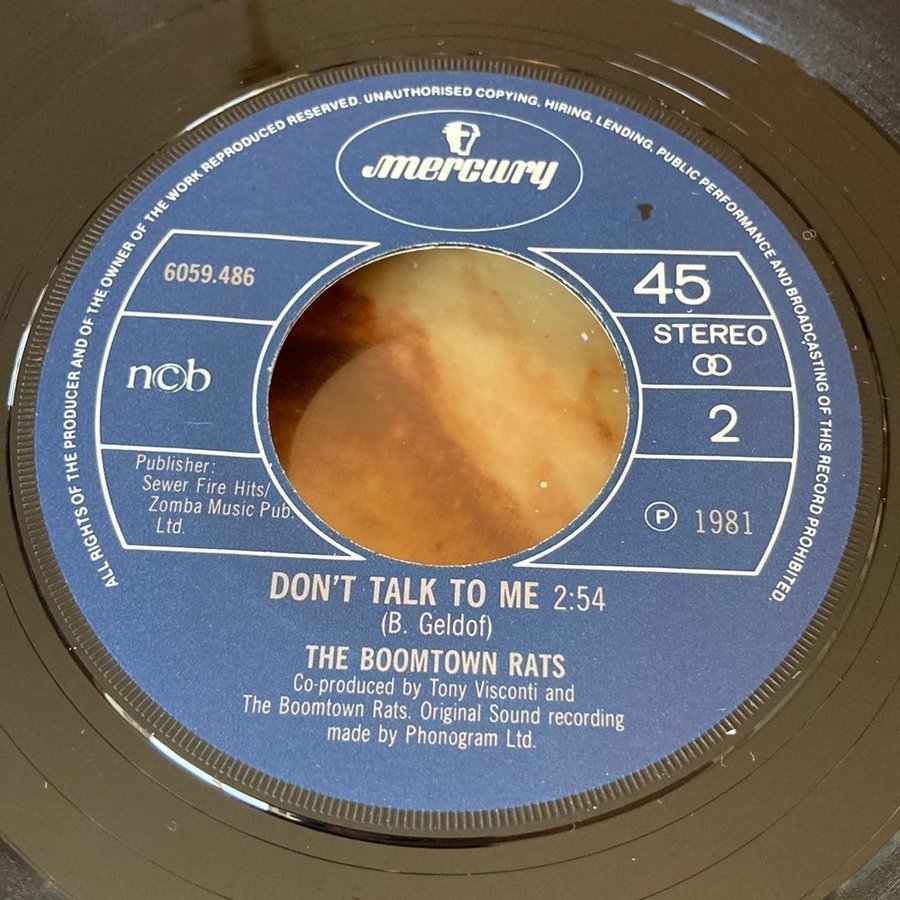 ALL RIGHTS OF THE PRODUCER AND OF THE OWNER OF THE WORK REPRODUCED RESERVED. UNAUTHORISED COPYING, HIRING, LENDING, PUBLIC PERFORMANCE AND BROADCASTING OF THIS RECORD PROHIBITED.
mercury
6059.486
ncb
Publisher:
Sewer Fire Hits/
Zomba Music Pub.
Ltd.
45
STEREO
2
Ⓟ 1981
DON'T TALK TO ME 2:54
(B. Geldof)
THE BOOMTOWN RATS
Co-produced by Tony Visconti and
The Boomtown Rats. Original Sound recording
made by Phonogram Ltd.